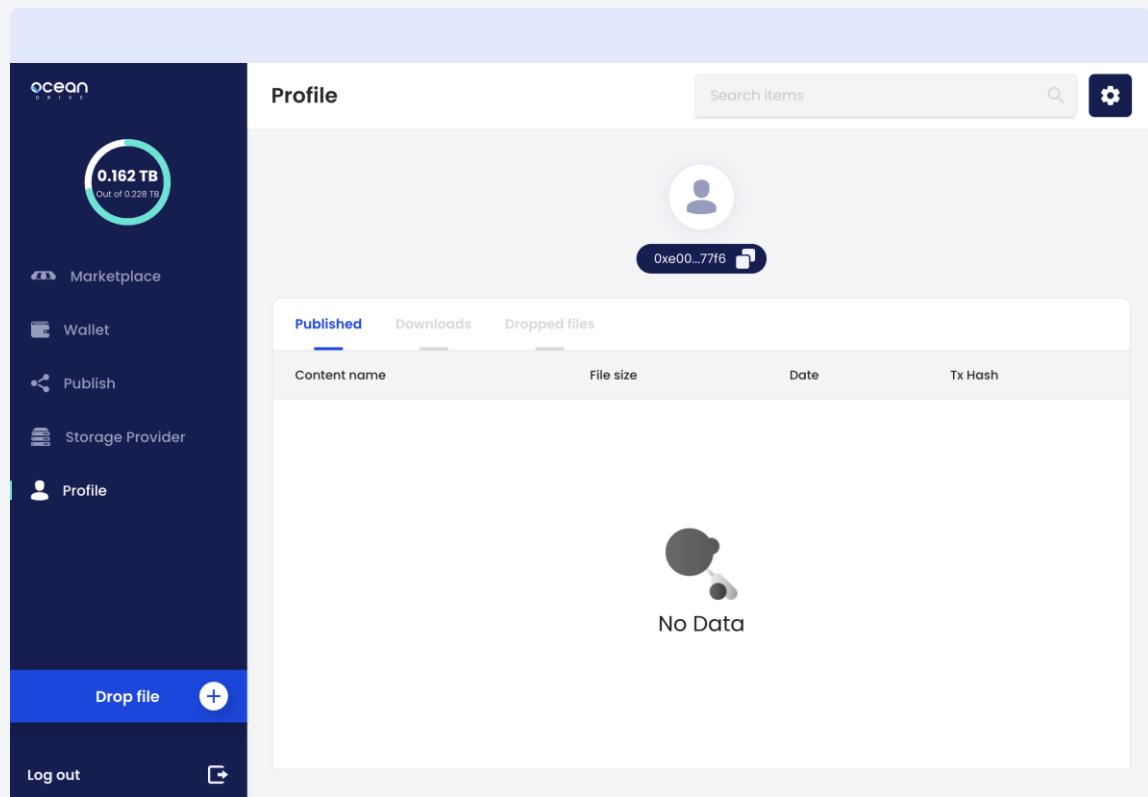 ocean
DRIVE
Profile
Search items
0.162 TB
Out of 0.228 TB
0xe00...77f6
Marketplace
Wallet
Publish
Storage Provider
Profile
Published Downloads Dropped files
Content name File size Date Tx Hash
No Data
Drop file
Log out